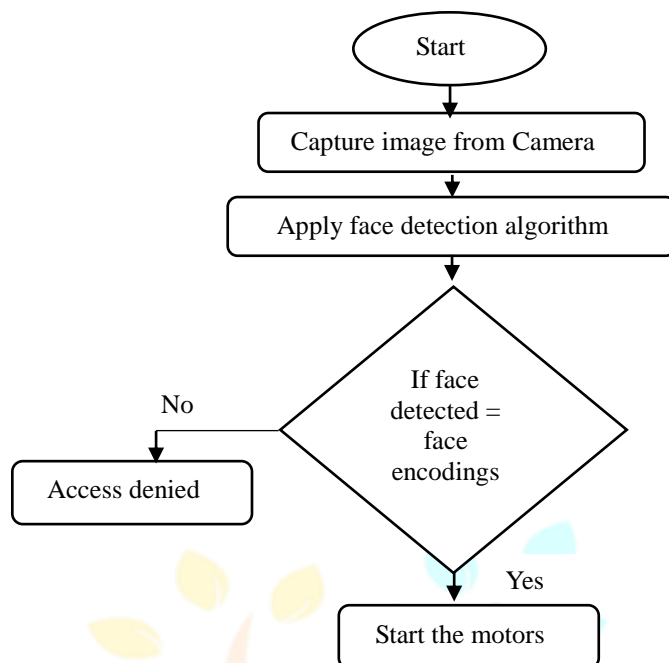 Start
Capture image from Camera
Apply face detection algorithm
If face
detected =
face
encodings
No
Access denied
Yes
Start the motors